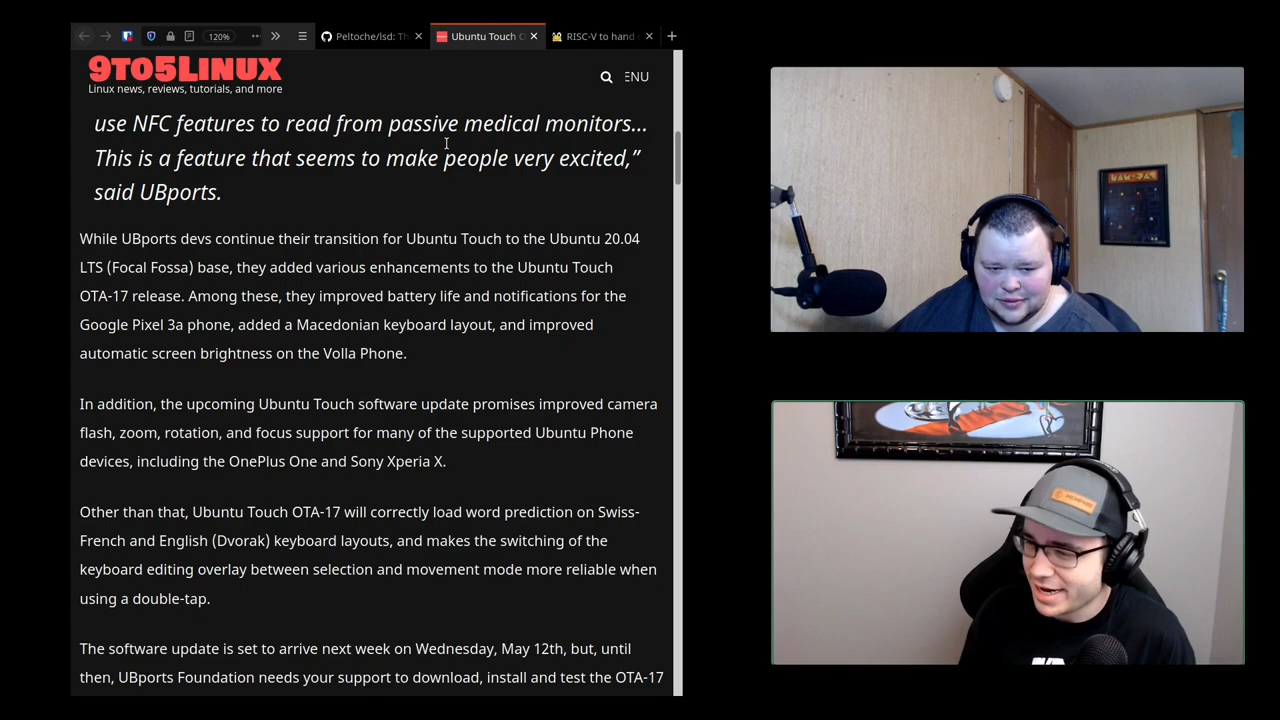 120%
Peltoche/lsd: Th
Ubuntu Touch O
RISC-V to hand
9TO5LINUX
Linux news, reviews, tutorials, and more
ENU
use NFC features to read from passive medical monitors...
This is a feature that seems to make people very excited,”
said UBports.
While UBports devs continue their transition for Ubuntu Touch to the Ubuntu 20.04
LTS (Focal Fossa) base, they added various enhancements to the Ubuntu Touch
OTA-17 release. Among these, they improved battery life and notifications for the
Google Pixel 3a phone, added a Macedonian keyboard layout, and improved
automatic screen brightness on the Volla Phone.
In addition, the upcoming Ubuntu Touch software update promises improved camera
flash, zoom, rotation, and focus support for many of the supported Ubuntu Phone
devices, including the OnePlus One and Sony Xperia X.
Other than that, Ubuntu Touch OTA-17 will correctly load word prediction on Swiss-
French and English (Dvorak) keyboard layouts, and makes the switching of the
keyboard editing overlay between selection and movement mode more reliable when
using a double-tap.
The software update is set to arrive next week on Wednesday, May 12th, but, until
then, UBports Foundation needs your support to download, install and test the OTA-17